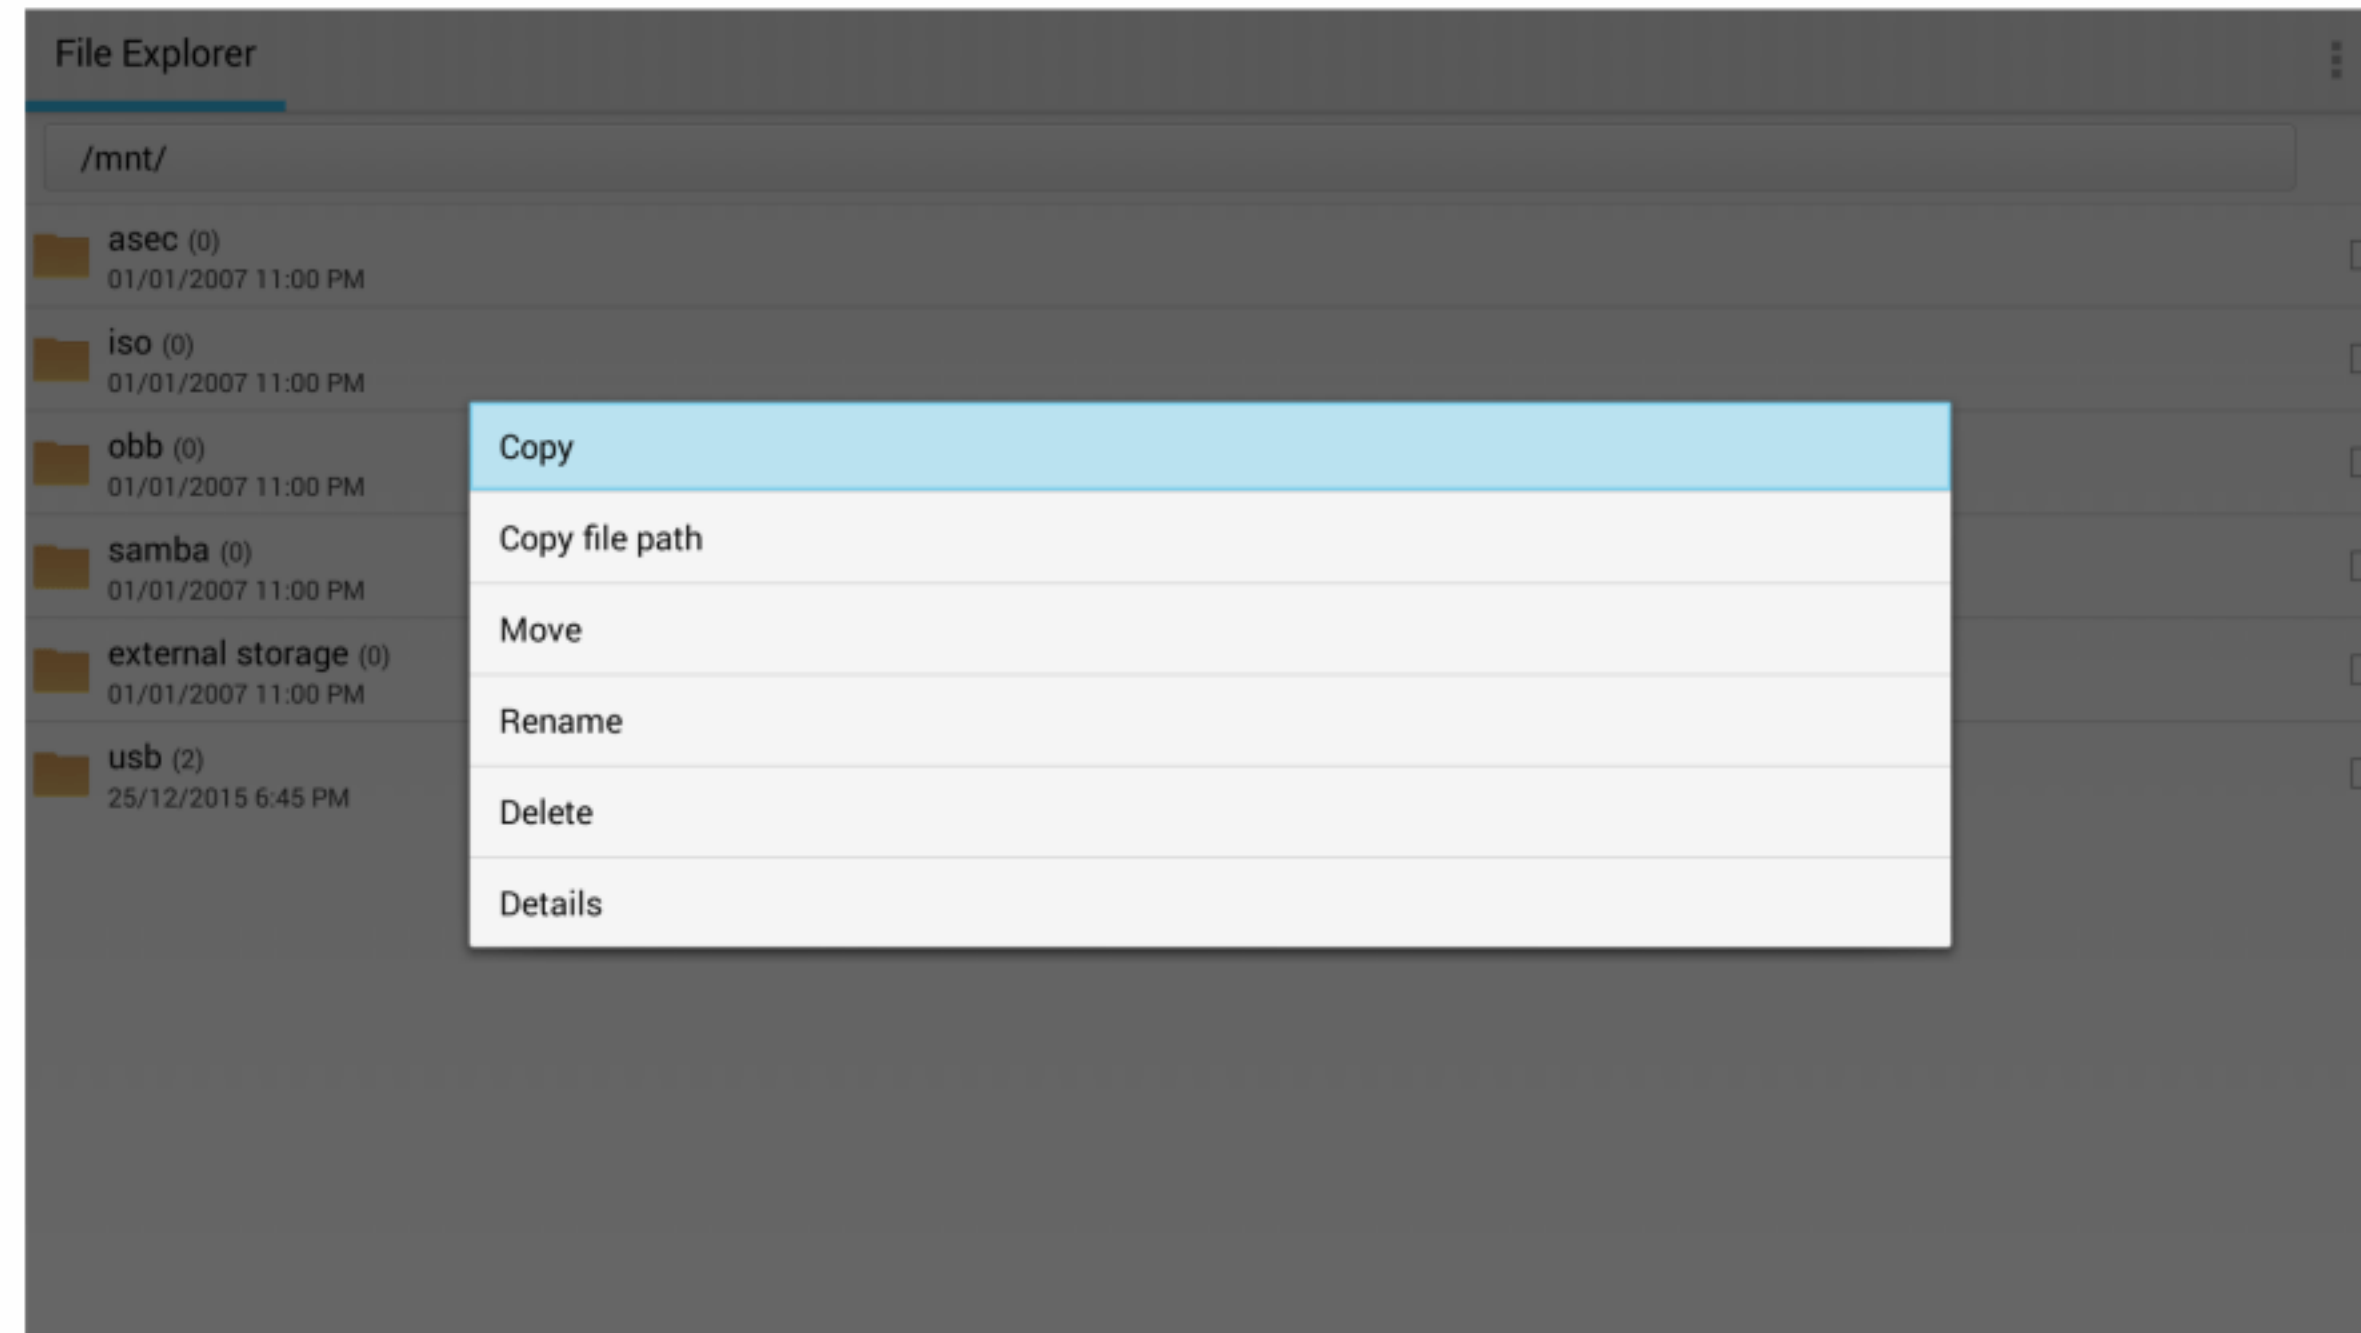 File Explorer
/mnt/
asec (0)
01/01/2007 11:00 PM
iso (0)
01/01/2007 11:00 PM
obb (0)
01/01/2007 11:00 PM
samba (0)
01/01/2007 11:00 PM
external storage (0)
01/01/2007 11:00 PM
usb (2)
25/12/2015 6:45 PM
Copy
Copy file path
Move
Rename
Delete
Details